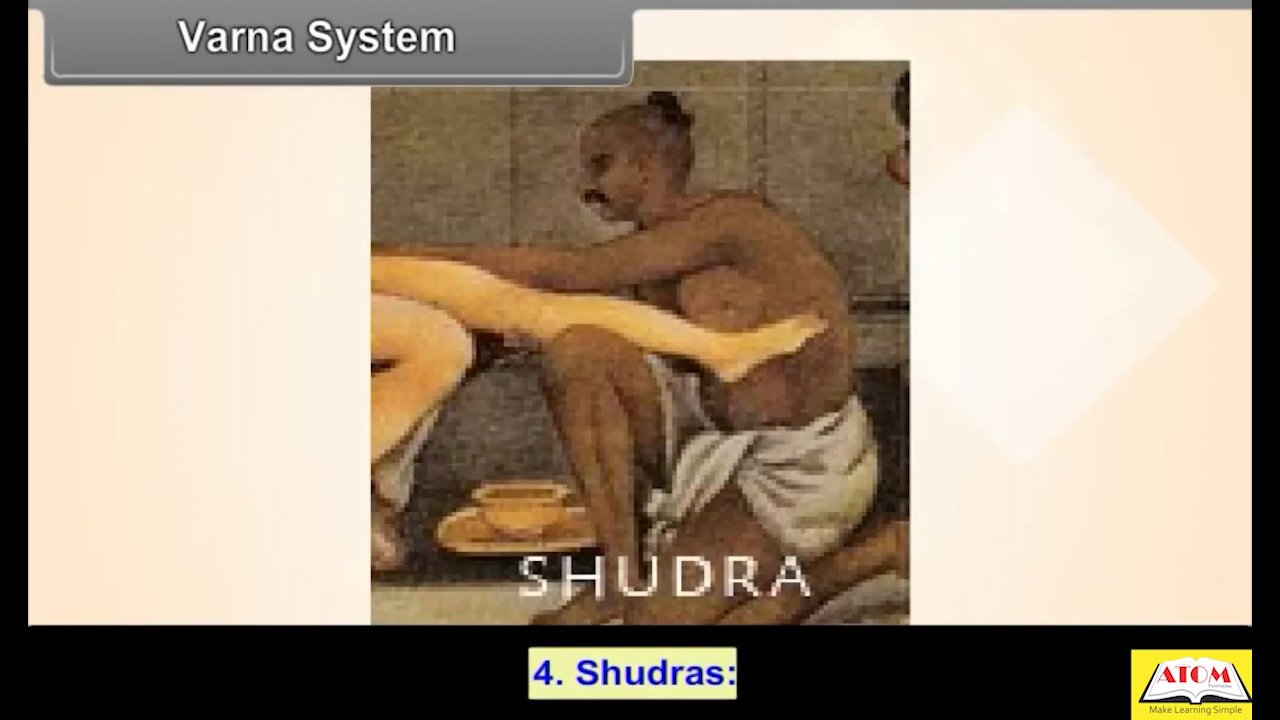 Varna System
SHUDRA
4. Shudras:
ATOM
Make Learning Simple